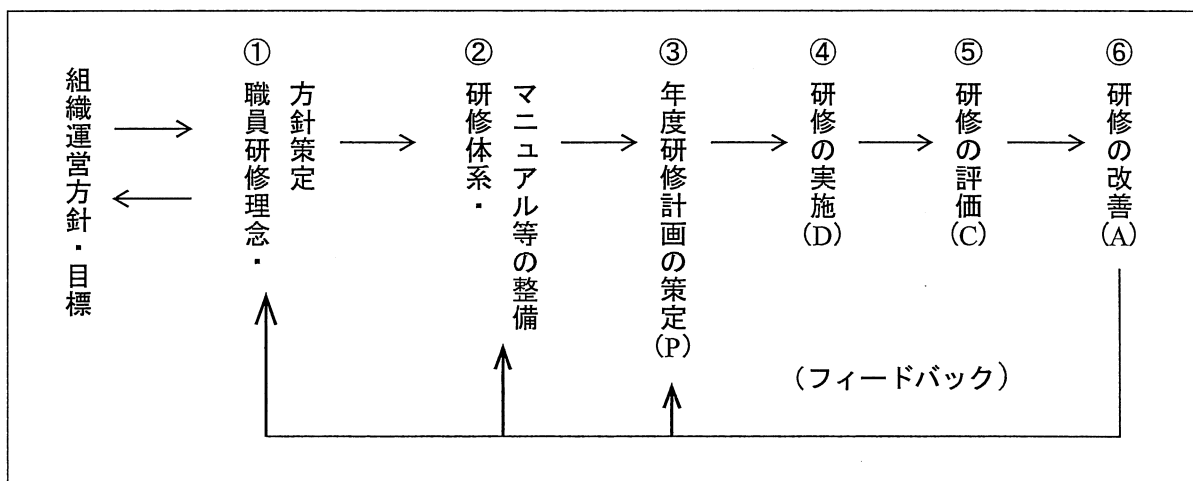 組織運営方針・目標
①
職員研修理念・
方針策定
②
研修体系・
マニュアル等の整備
③
年度研修計画の策定(P)
④
研修の実施(D)
⑤
研修の評価(C)
⑥
研修の改善(A)
(フィードバック)